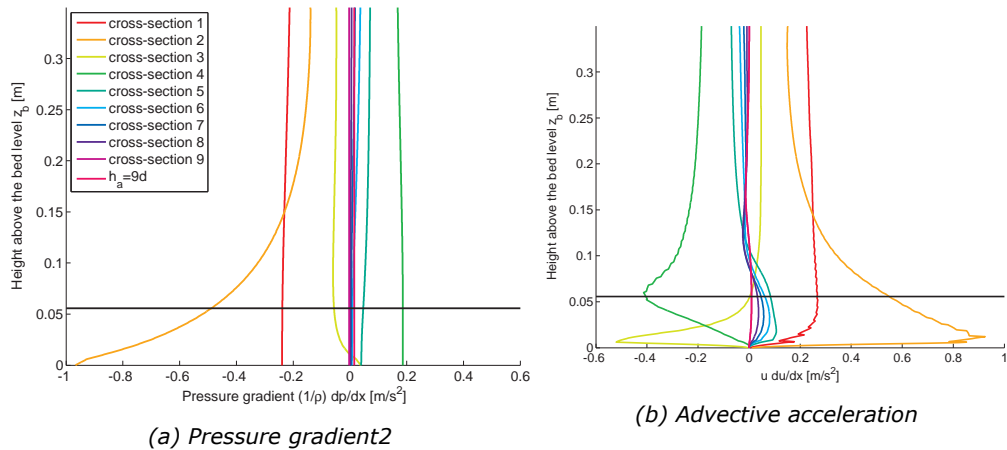 cross-section 1
cross-section 2
cross-section 3
cross-section 4
cross-section 5
cross-section 6
cross-section 7
cross-section 8
cross-section 9
h_a=9d
Height above the bed level z_b [m]
0.3
0.25
0.2
0.15
0.1
0.05
0
-1 -0.8 -0.6 -0.4 -0.2 0 0.2 0.4 0.6
Pressure gradient (1/ρ) dp/dx [m/s²]
(a) Pressure gradient2
Height above the bed level z_b [m]
0.3
0.25
0.2
0.15
0.1
0.05
0
-0.6 -0.4 -0.2 0 0.2 0.4 0.6 0.8 1
u du/dx [m/s²]
(b) Advective acceleration